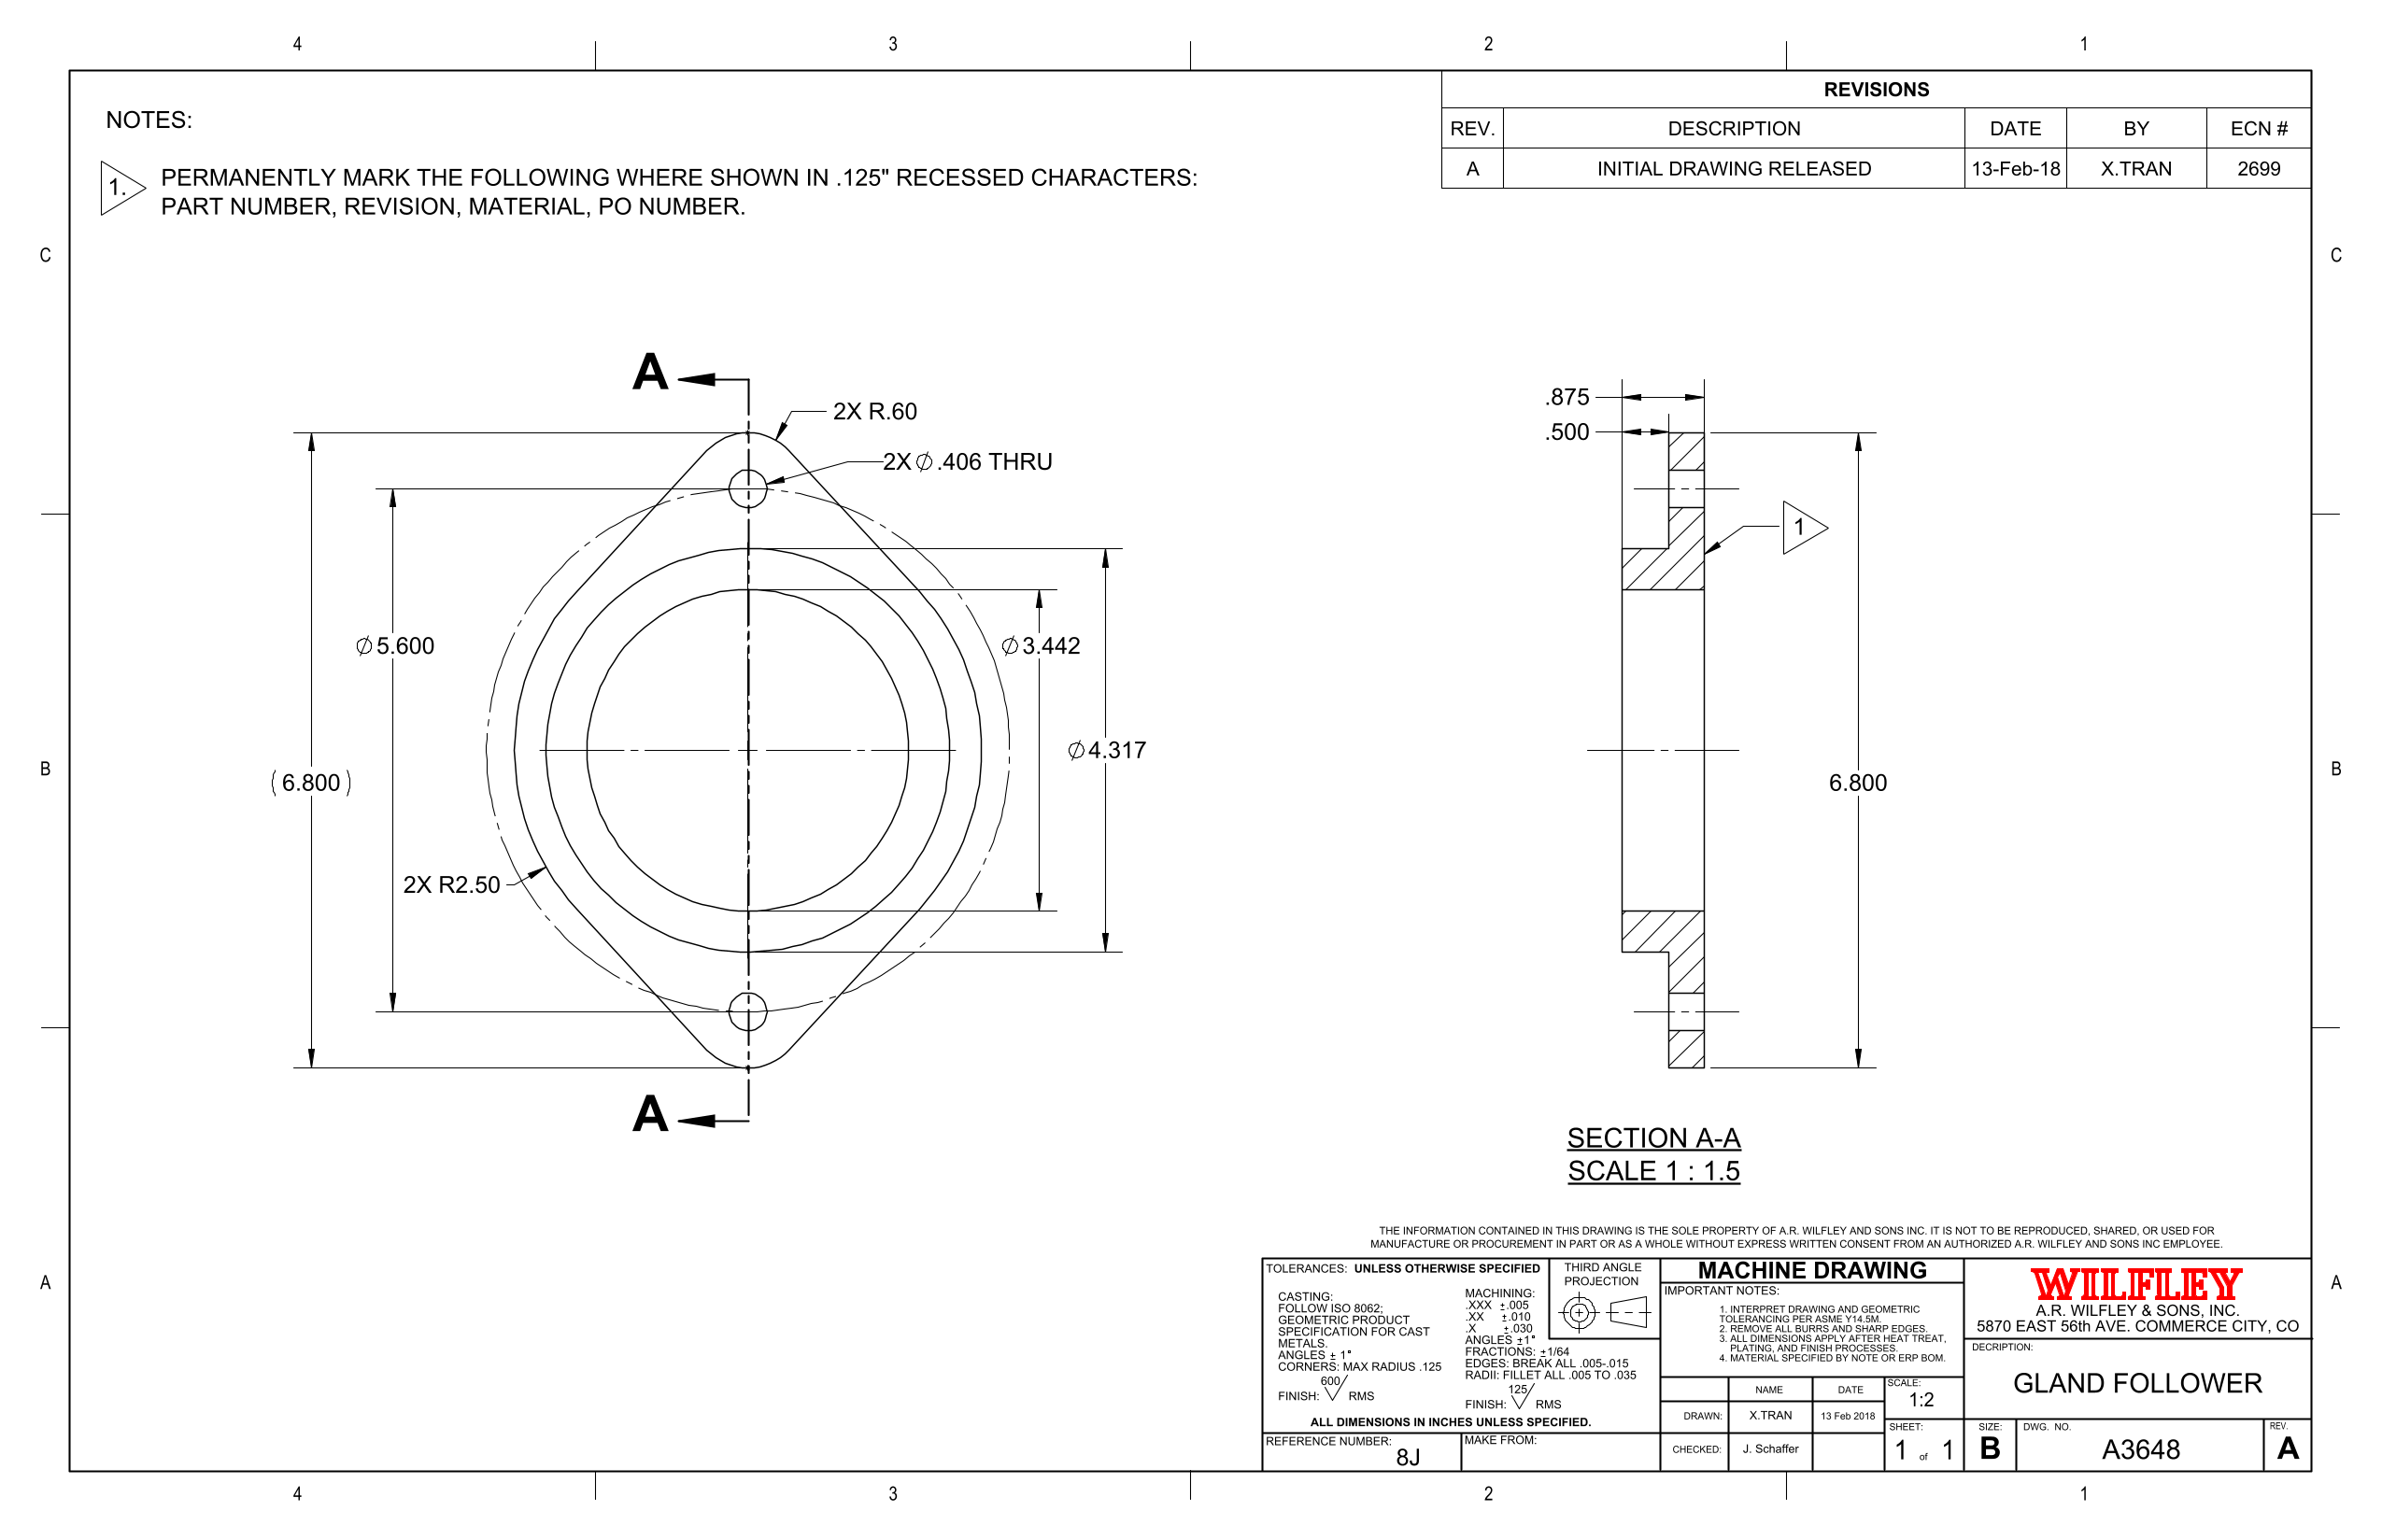 4 3 2 1
REVISIONS
REV. DESCRIPTION DATE BY ECN #
A INITIAL DRAWING RELEASED 13-Feb-18 X.TRAN 2699
NOTES:
1. PERMANENTLY MARK THE FOLLOWING WHERE SHOWN IN .125" RECESSED CHARACTERS:
PART NUMBER, REVISION, MATERIAL, PO NUMBER.
C C
A
2X R.60
2X ∅ .406 THRU
∅ 5.600
∅ 3.442
∅ 4.317
( 6.800 )
2X R2.50
A
.875
.500
1
6.800
B B
SECTION A-A
SCALE 1 : 1.5
A A
THE INFORMATION CONTAINED IN THIS DRAWING IS THE SOLE PROPERTY OF A.R. WILFLEY AND SONS INC. IT IS NOT TO BE REPRODUCED, SHARED, OR USED FOR
MANUFACTURE OR PROCUREMENT IN PART OR AS A WHOLE WITHOUT EXPRESS WRITTEN CONSENT FROM AN AUTHORIZED A.R. WILFLEY AND SONS INC EMPLOYEE.
TOLERANCES: UNLESS OTHERWISE SPECIFIED
CASTING:
FOLLOW ISO 8062;
GEOMETRIC PRODUCT
SPECIFICATION FOR CAST
METALS.
ANGLES ± 1°
CORNERS: MAX RADIUS .125
600
FINISH: RMS
MACHINING:
.XXX ±.005
.XX ±.010
.X ±.030
ANGLES ±1°
FRACTIONS: ±1/64
EDGES: BREAK ALL .005-.015
RADII: FILLET ALL .005 TO .035
125
FINISH: RMS
ALL DIMENSIONS IN INCHES UNLESS SPECIFIED.
REFERENCE NUMBER: 8J
MAKE FROM:
THIRD ANGLE
PROJECTION
MACHINE DRAWING
IMPORTANT NOTES:
1. INTERPRET DRAWING AND GEOMETRIC
TOLERANCING PER ASME Y14.5M.
2. REMOVE ALL BURRS AND SHARP EDGES.
3. ALL DIMENSIONS APPLY AFTER HEAT TREAT,
PLATING, AND FINISH PROCESSES.
4. MATERIAL SPECIFIED BY NOTE OR ERP BOM.
NAME DATE
DRAWN: X.TRAN 13 Feb 2018
CHECKED: J. Schaffer
SCALE:
1:2
SHEET:
1 of 1
WILFLEY
A.R. WILFLEY & SONS, INC.
5870 EAST 56th AVE. COMMERCE CITY, CO
DECRIPTION:
GLAND FOLLOWER
SIZE: B
DWG. NO. A3648
REV. A
4 3 2 1